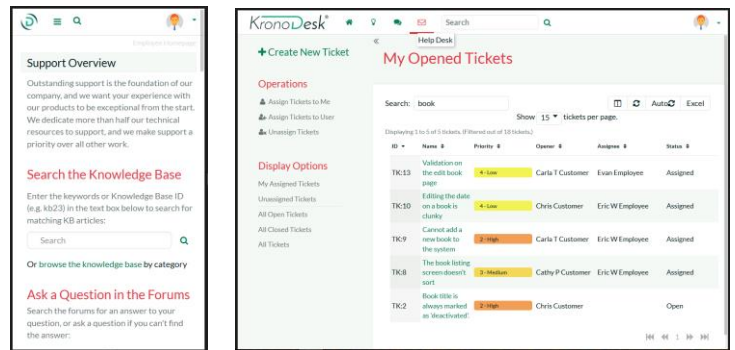 Employee Homepage
Support Overview
Outstanding support is the foundation of our
company, and we want your experience with
our products to be exceptional from the start.
We dedicate more than half our technical
resources to support, and we make support a
priority over all other work.
Search the Knowledge Base
Enter the keywords or Knowledge Base ID
(e.g. kb23) in the text box below to search for
matching KB articles:
Search
Or browse the knowledge base by category
Ask a Question in the Forums
Search the forums for an answer to your
question, or ask a question if you can't find
the answer:
KronoDesk®
Search
Help Desk
+Create New Ticket
Operations
Assign Tickets to Me
Assign Tickets to User
Unassign Tickets
Display Options
My Assigned Tickets
Unassigned Tickets
All Open Tickets
All Closed Tickets
All Tickets
My Opened Tickets
Search: book
Auto Excel
Show 15 tickets per page.
Displaying 1 to 5 of 5 tickets. (Filtered out of 18 tickets.)
ID Name Priority Opener Assignee Status
TK:13 Validation on the edit book page 4 - Low Carla T Customer Evan Employee Assigned
TK:10 Editing the date on a book is clunky 4 - Low Chris Customer Eric W Employee Assigned
TK:9 Cannot add a new book to the system 2 - High Carla T Customer Eric W Employee Assigned
TK:8 The book listing screen doesn't sort 3 - Medium Cathy P Customer Eric W Employee Assigned
TK:2 Book title is always marked as 'deactivated'. 2 - High Chris Customer Open
1